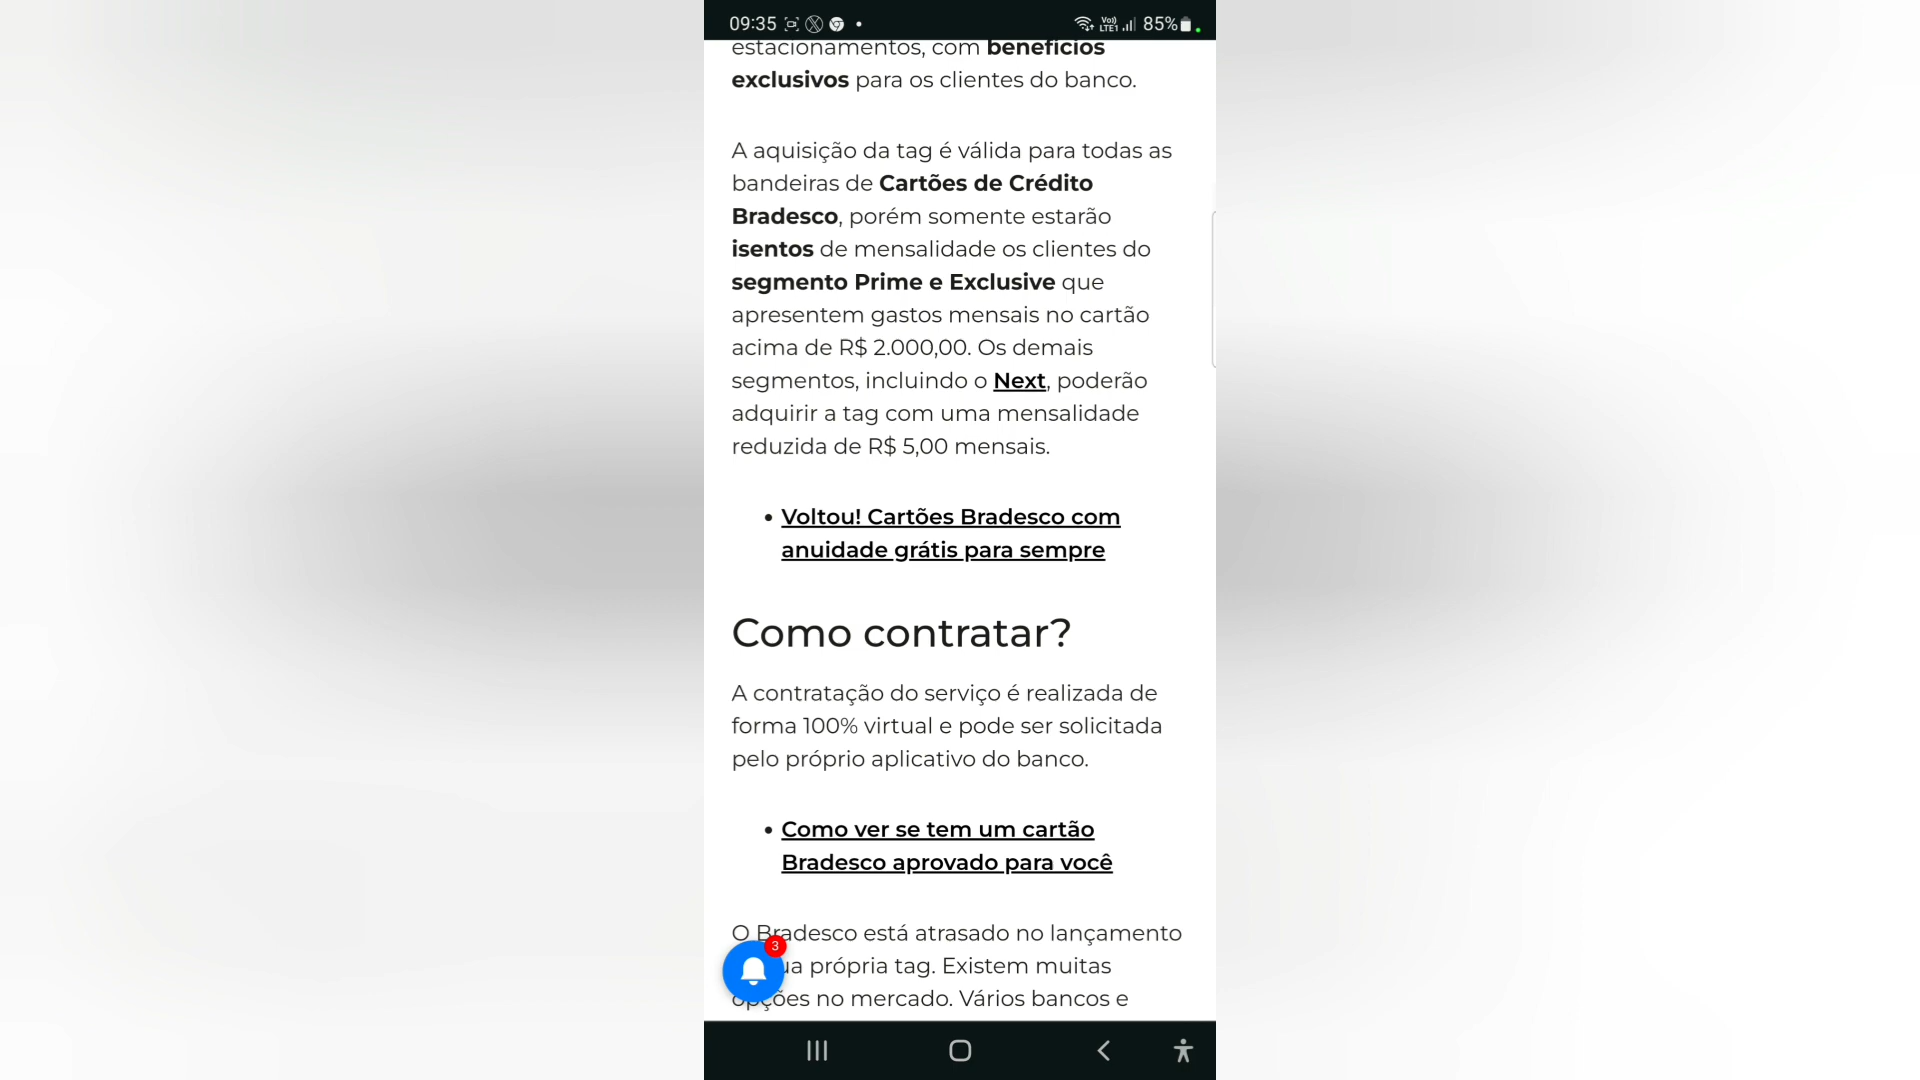 09:35
Vo))
LTE1
85%
estacionamentos, com benefícios
exclusivos para os clientes do banco.
A aquisição da tag é válida para todas as
bandeiras de Cartões de Crédito
Bradesco, porém somente estarão
isentos de mensalidade os clientes do
segmento Prime e Exclusive que
apresentem gastos mensais no cartão
acima de R$ 2.000,00. Os demais
segmentos, incluindo o Next, poderão
adquirir a tag com uma mensalidade
reduzida de R$ 5,00 mensais.
• Voltou! Cartões Bradesco com
anuidade grátis para sempre
Como contratar?
A contratação do serviço é realizada de
forma 100% virtual e pode ser solicitada
pelo próprio aplicativo do banco.
• Como ver se tem um cartão
Bradesco aprovado para você
O Bradesco está atrasado no lançamento
3
própria tag. Existem muitas
opções no mercado. Vários bancos e